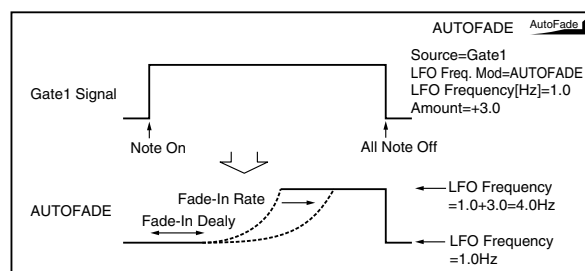 AUTOFADE
AutoFade
Source=Gate1
LFO Freq. Mod=AUTOFADE
LFO Frequency[Hz]=1.0
Amount=+3.0
Gate1 Signal
Note On
All Note Off
Fade-In Rate
LFO Frequency
=1.0+3.0=4.0Hz
AUTOFADE
Fade-In Dealy
LFO Frequency
=1.0Hz